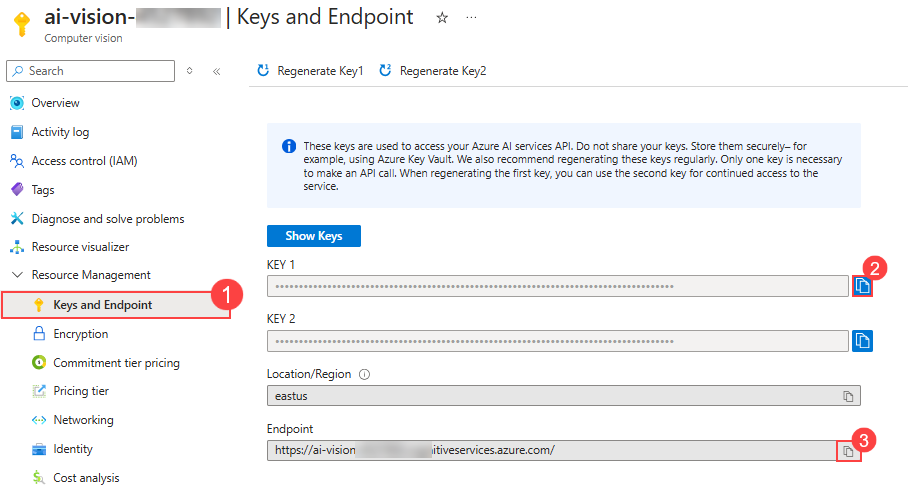 ai-vision- | Keys and Endpoint
Computer vision
Search
Regenerate Key1 Regenerate Key2
Overview
Activity log
Access control (IAM)
Tags
Diagnose and solve problems
Resource visualizer
Resource Management
Keys and Endpoint
1
Encryption
Commitment tier pricing
Pricing tier
Networking
Identity
Cost analysis
These keys are used to access your Azure AI services API. Do not share your keys. Store them securely– for
example, using Azure Key Vault. We also recommend regenerating these keys regularly. Only one key is necessary
to make an API call. When regenerating the first key, you can use the second key for continued access to the
service.
Show Keys
KEY 1
2
KEY 2
Location/Region
eastus
Endpoint
https://ai-vision- itiveservices.azure.com/
3